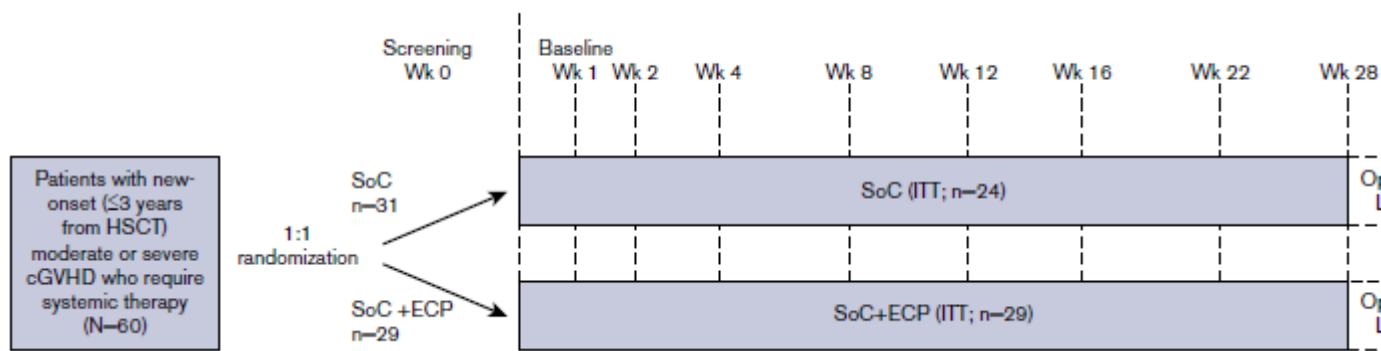 Screening
Wk 0
Baseline
Wk 1 Wk 2 Wk 4 Wk 8 Wk 12 Wk 16 Wk 22 Wk 28
Patients with new-
onset (≤3 years
from HSCT)
moderate or severe
cGVHD who require
systemic therapy
(N–60)
1:1
randomization
SoC
n–31
SoC +ECP
n–29
SoC (ITT; n–24)
SoC+ECP (ITT; n–29)
Op
L
Op
L